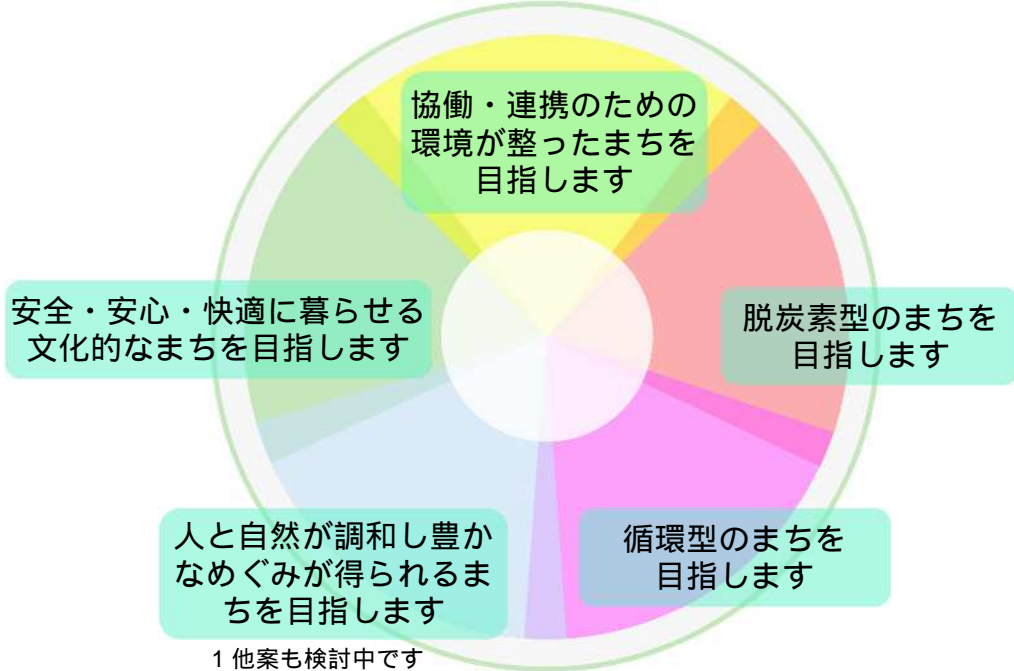 協働・連携のための
環境が整ったまちを
目指します
安全・安心・快適に暮らせる
文化的なまちを目指します
脱炭素型のまちを
目指します
人と自然が調和し豊か
なめぐみが得られるま
ちを目指します
循環型のまちを
目指します
1 他案も検討中です